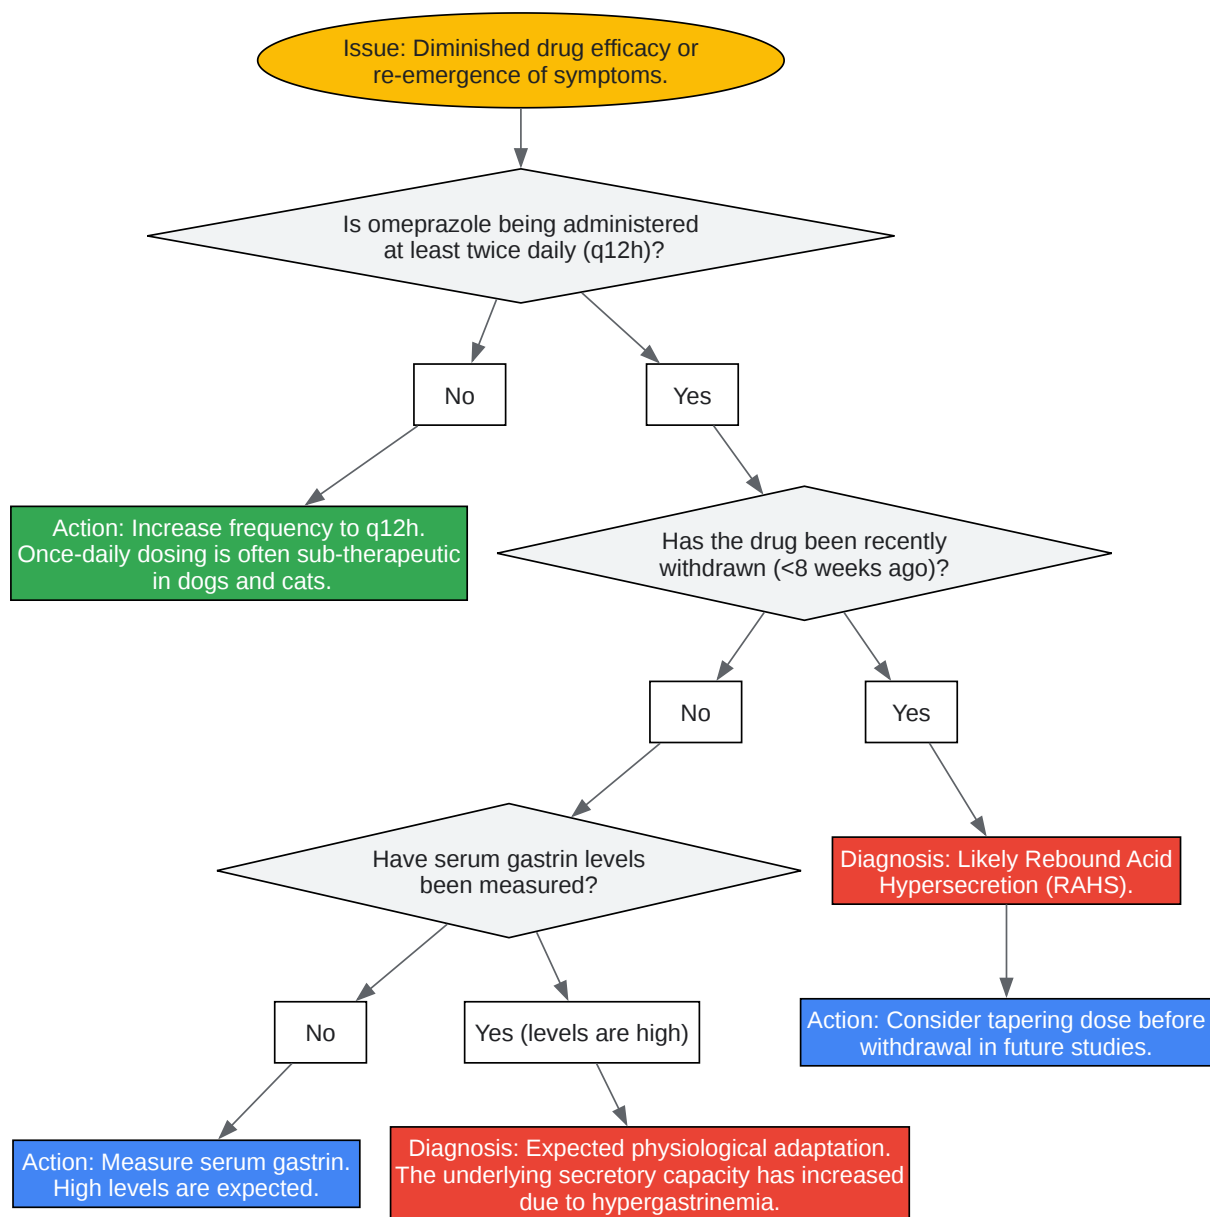 Issue: Diminished drug efficacy or
re-emergence of symptoms.
Is omeprazole being administered
at least twice daily (q12h)?
No
Yes
Action: Increase frequency to q12h.
Once-daily dosing is often sub-therapeutic
in dogs and cats.
Has the drug been recently
withdrawn (<8 weeks ago)?
No
Yes
Have serum gastrin levels
been measured?
Diagnosis: Likely Rebound Acid
Hypersecretion (RAHS).
No
Yes (levels are high)
Action: Consider tapering dose before
withdrawal in future studies.
Action: Measure serum gastrin.
High levels are expected.
Diagnosis: Expected physiological adaptation.
The underlying secretory capacity has increased
due to hypergastrinemia.